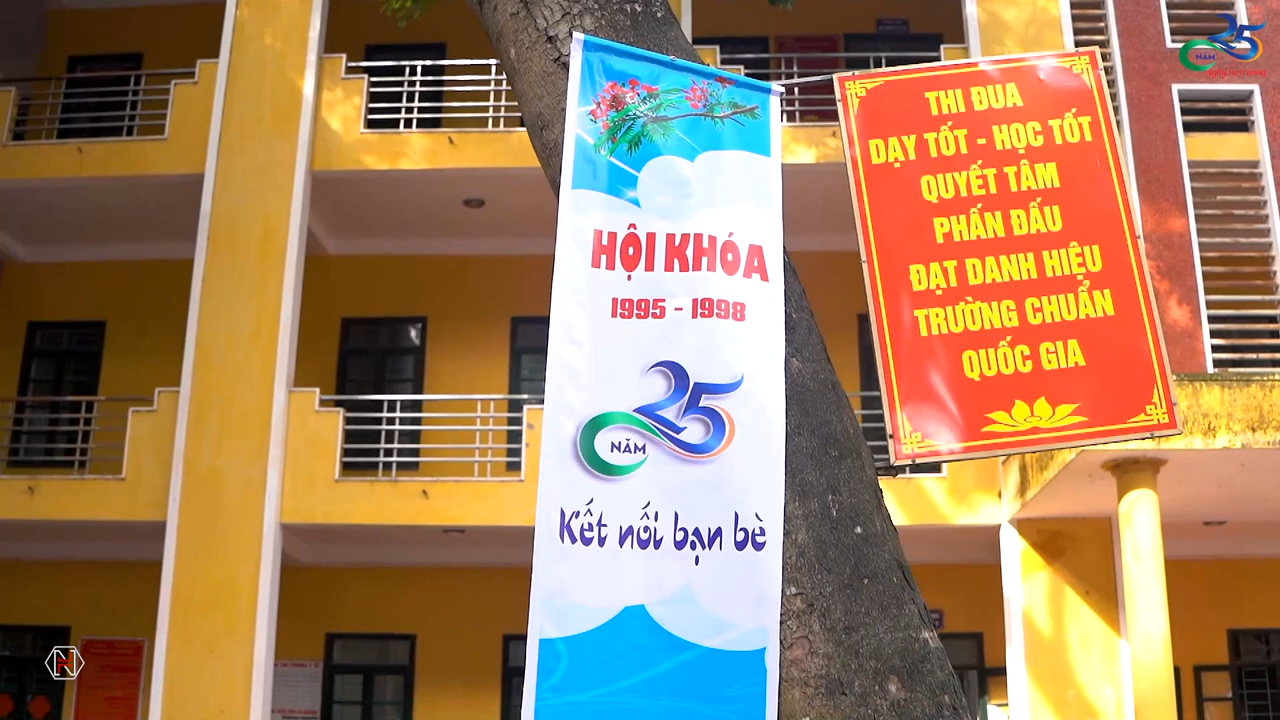 HỘI KHÓA
1995 - 1998
25
NĂM
Kết nối bạn bè
THI ĐUA
DẠY TỐT - HỌC TỐT
QUYẾT TÂM
PHẤN ĐẤU
ĐẠT DANH HIỆU
TRƯỜNG CHUẨN
QUỐC GIA
25
NĂM